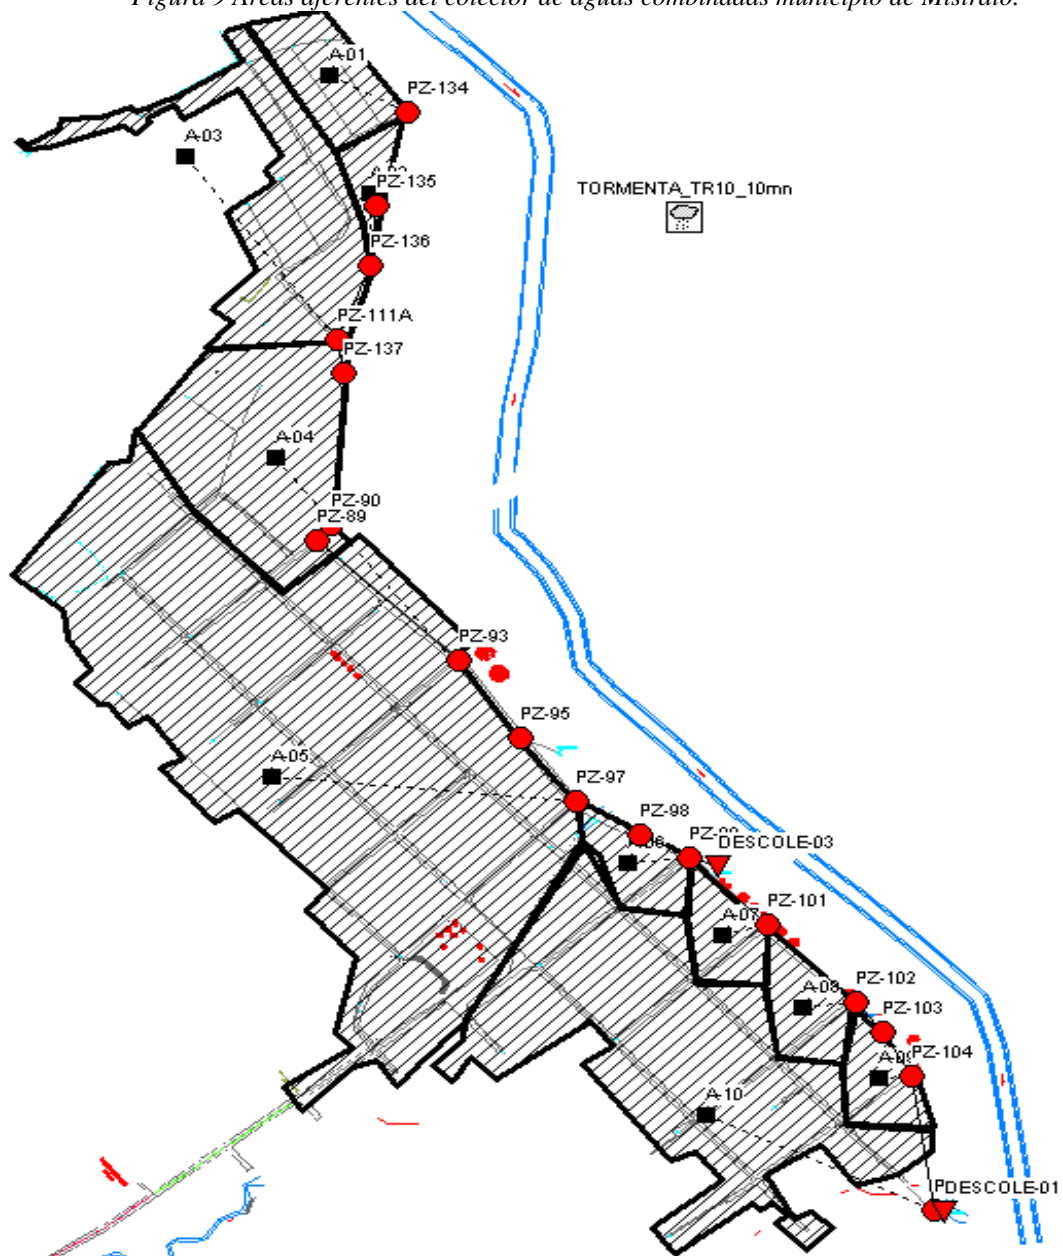 Figura 9 Áreas aferentes del colector de aguas combinadas municipio de Mistrató.
A-01
PZ-134
A-03
PZ-135
TORMENTA_TR10_10mn
PZ-136
PZ-111A
PZ-137
A-04
PZ-90
PZ-89
PZ-93
PZ-95
A-05
PZ-97
PZ-98
DESCOLE-03
PZ-101
A-07
PZ-102
A-08
PZ-103
PZ-104
A-10
DESCOLE-01